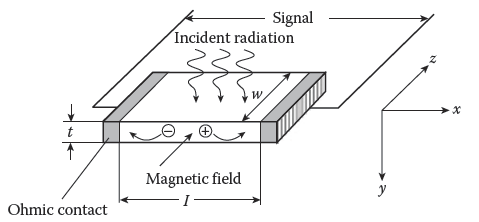 Signal
Incident radiation
z
w
x
t
− +
Magnetic field
y
I
Ohmic contact